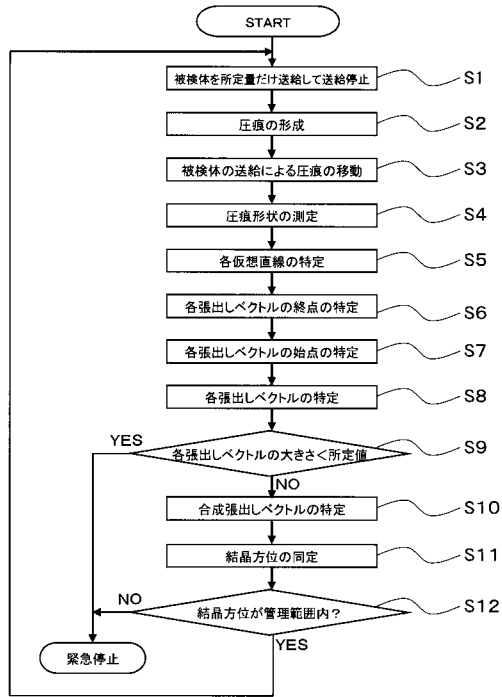 START
被検体を所定量だけ送給して送給停止
S1
圧痕の形成
S2
被検体の送給による圧痕の移動
S3
圧痕形状の測定
S4
各仮想直線の特定
S5
各張出しベクトルの終点の特定
S6
各張出しベクトルの始点の特定
S7
各張出しベクトルの特定
S8
YES
各張出しベクトルの大きさ<所定値
S9
NO
合成張出しベクトルの特定
S10
結晶方位の同定
S11
NO
結晶方位が管理範囲内?
S12
YES
緊急停止